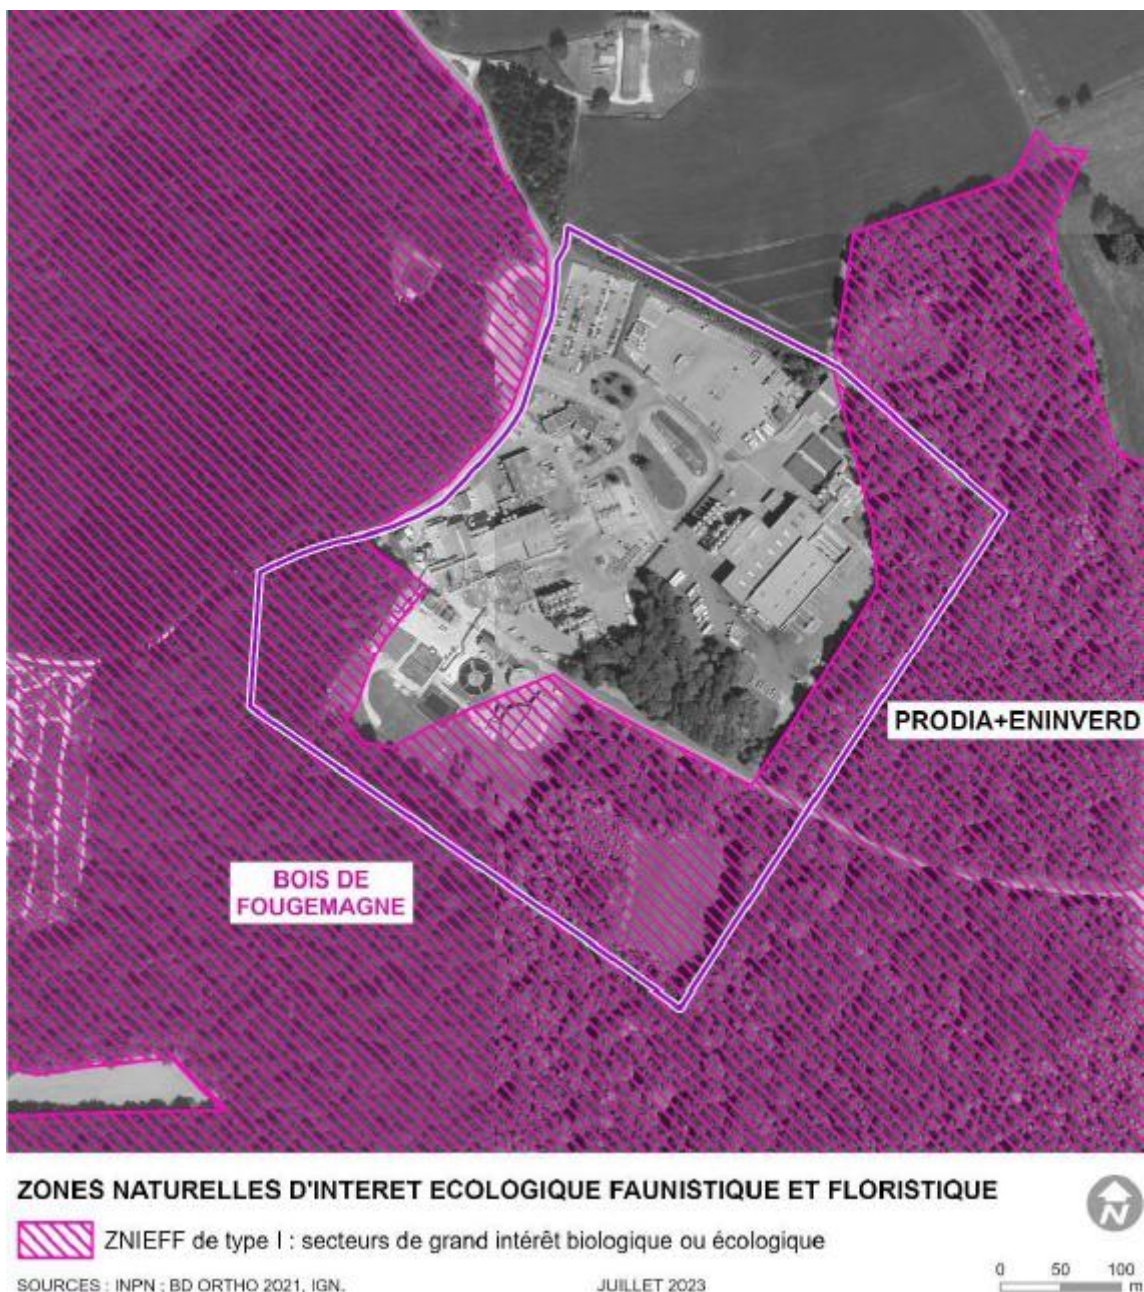 PRODIA+ENINVERD
BOIS DE
FOUGEMAGNE
ZONES NATURELLES D'INTERET ECOLOGIQUE FAUNISTIQUE ET FLORISTIQUE
N
ZNIEFF de type I : secteurs de grand intérêt biologique ou écologique
0 50 100
m
SOURCES : INPN ; BD ORTHO 2021, IGN. JUILLET 2023